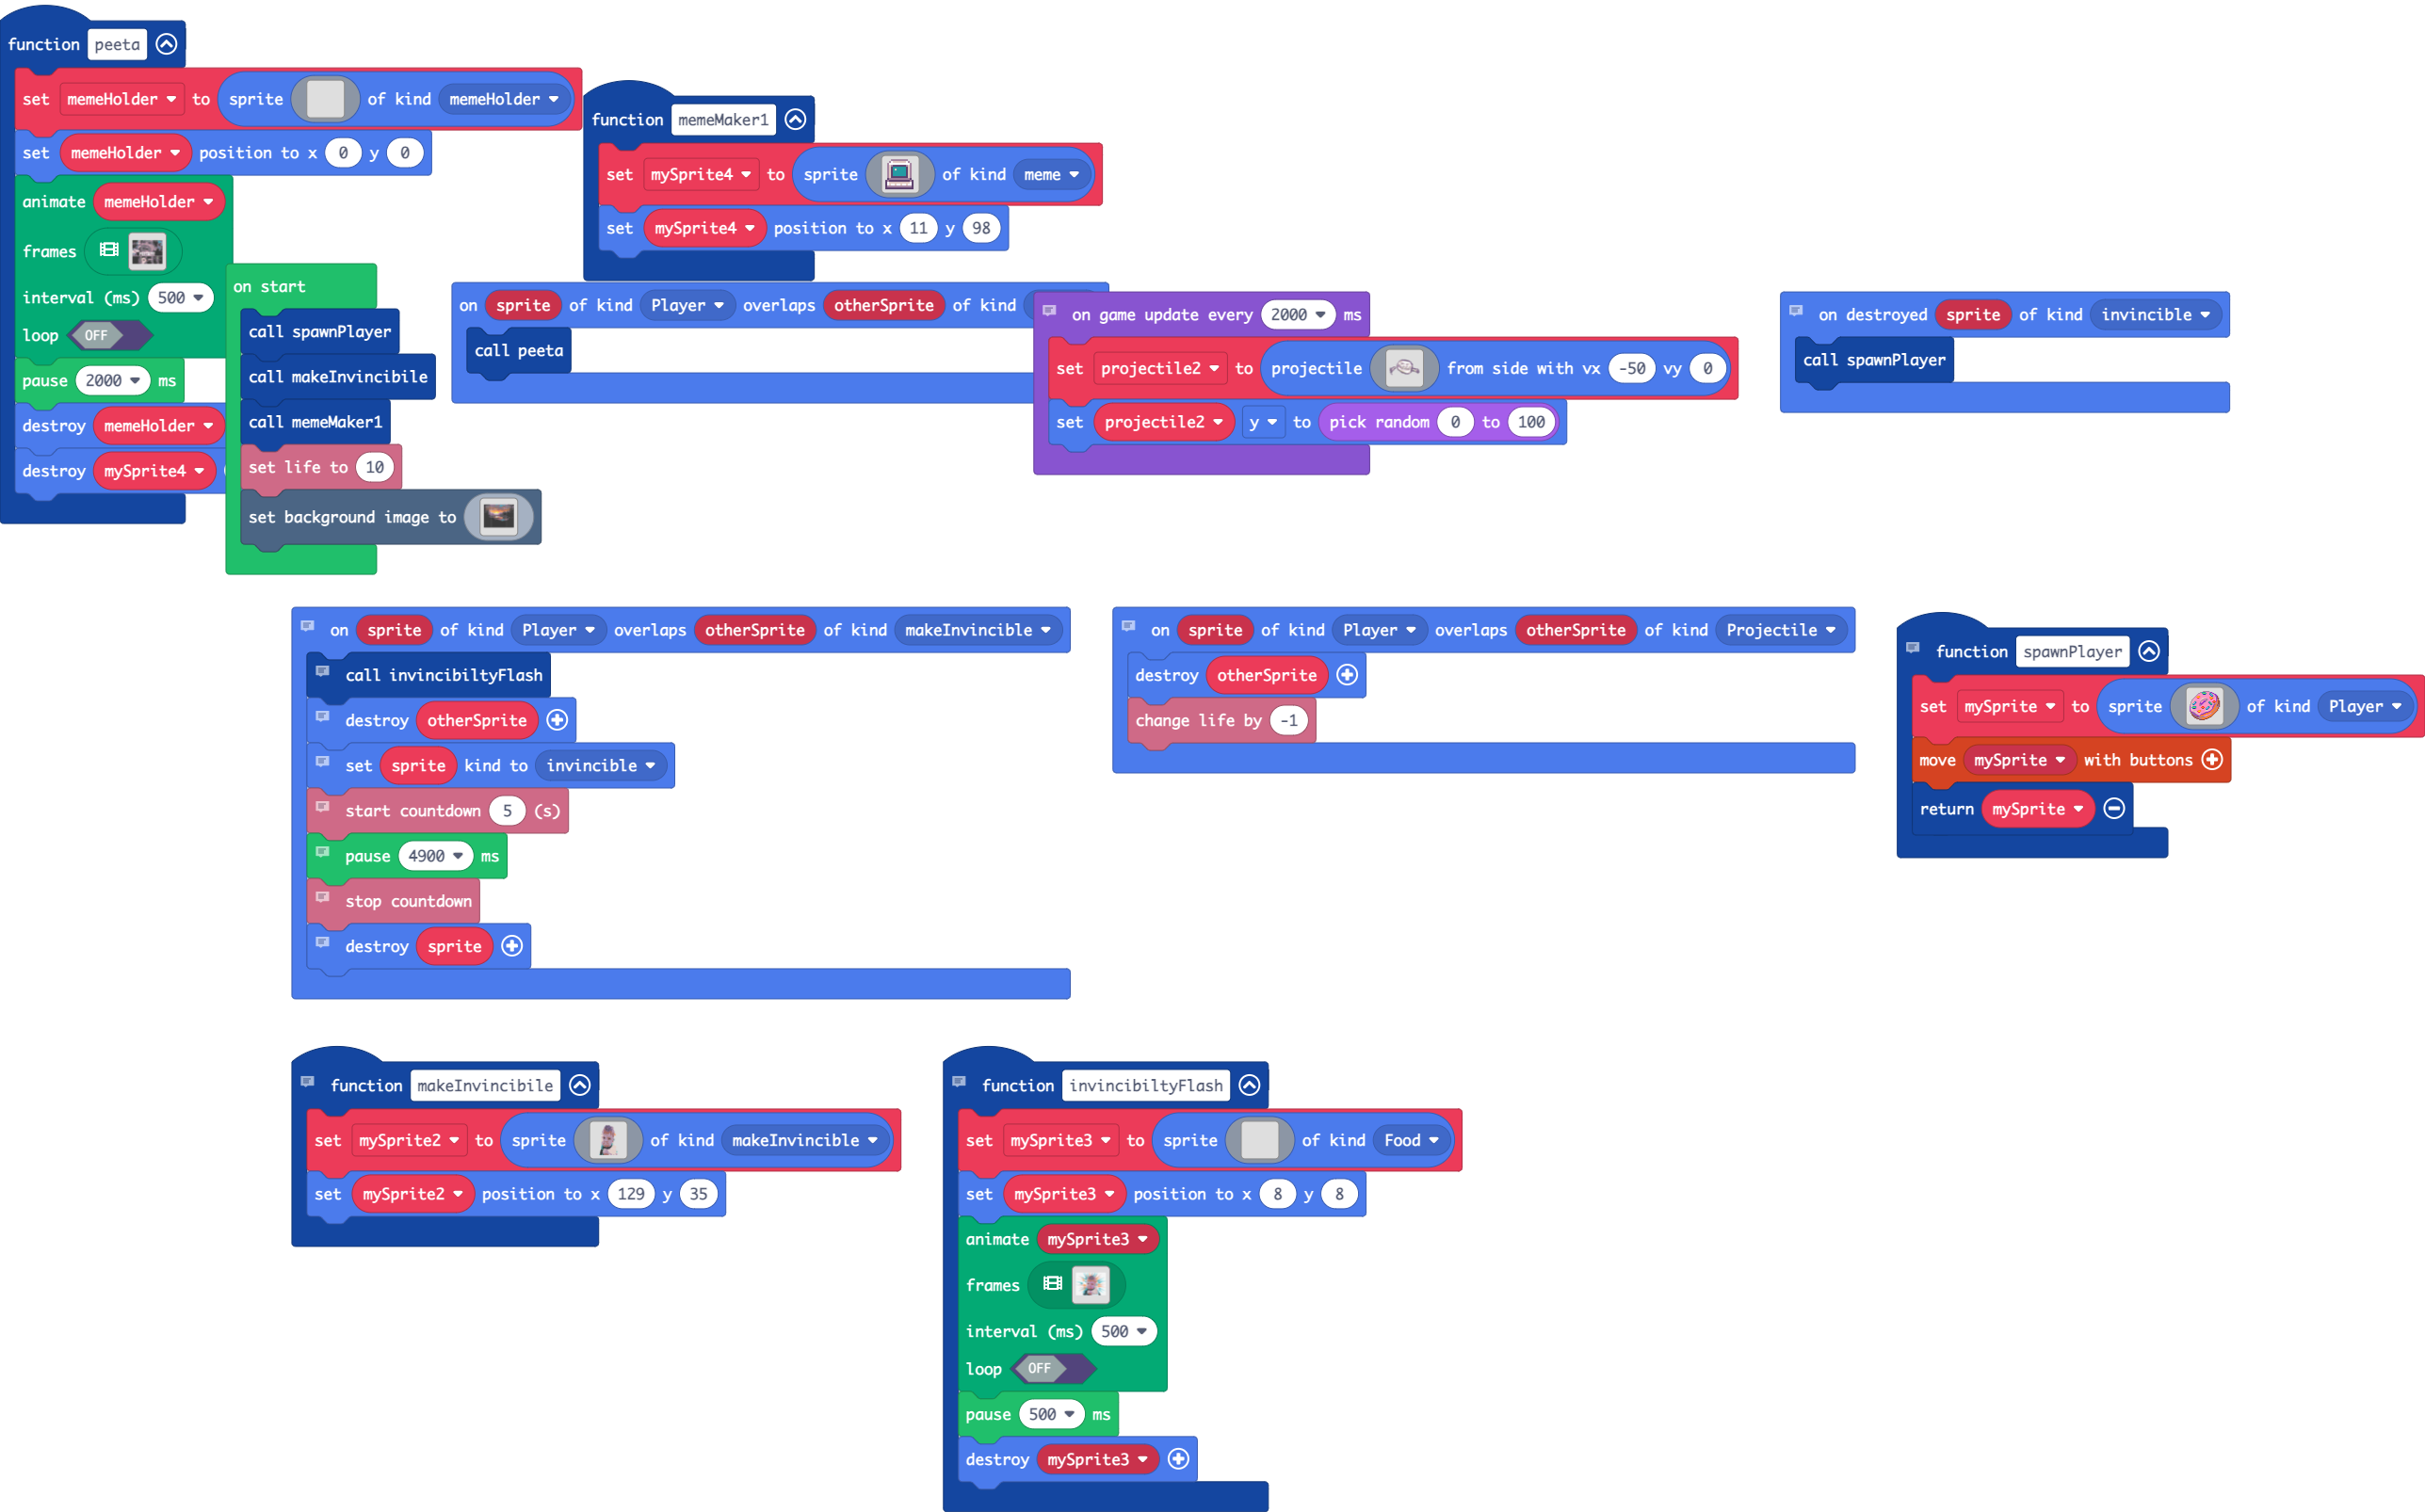 function peeta
set memeHolder to sprite of kind memeHolder
set memeHolder position to x 0 y 0
animate memeHolder
frames
interval (ms) 500
loop OFF
pause 2000 ms
destroy memeHolder
destroy mySprite4
function memeMaker1
set mySprite4 to sprite of kind meme
set mySprite4 position to x 11 y 98
on start
call spawnPlayer
call makeInvincibile
call memeMaker1
set life to 10
set background image to
on sprite of kind Player overlaps otherSprite of kind
call peeta
on game update every 2000 ms
set projectile2 to projectile from side with vx -50 vy 0
set projectile2 y to pick random 0 to 100
on destroyed sprite of kind invincible
call spawnPlayer
on sprite of kind Player overlaps otherSprite of kind makeInvincible
call invincibiltyFlash
destroy otherSprite
set sprite kind to invincible
start countdown 5 (s)
pause 4900 ms
stop countdown
destroy sprite
on sprite of kind Player overlaps otherSprite of kind Projectile
destroy otherSprite
change life by -1
function spawnPlayer
set mySprite to sprite of kind Player
move mySprite with buttons
return mySprite
function makeInvincibile
set mySprite2 to sprite of kind makeInvincible
set mySprite2 position to x 129 y 35
function invincibiltyFlash
set mySprite3 to sprite of kind Food
set mySprite3 position to x 8 y 8
animate mySprite3
frames
interval (ms) 500
loop OFF
pause 500 ms
destroy mySprite3